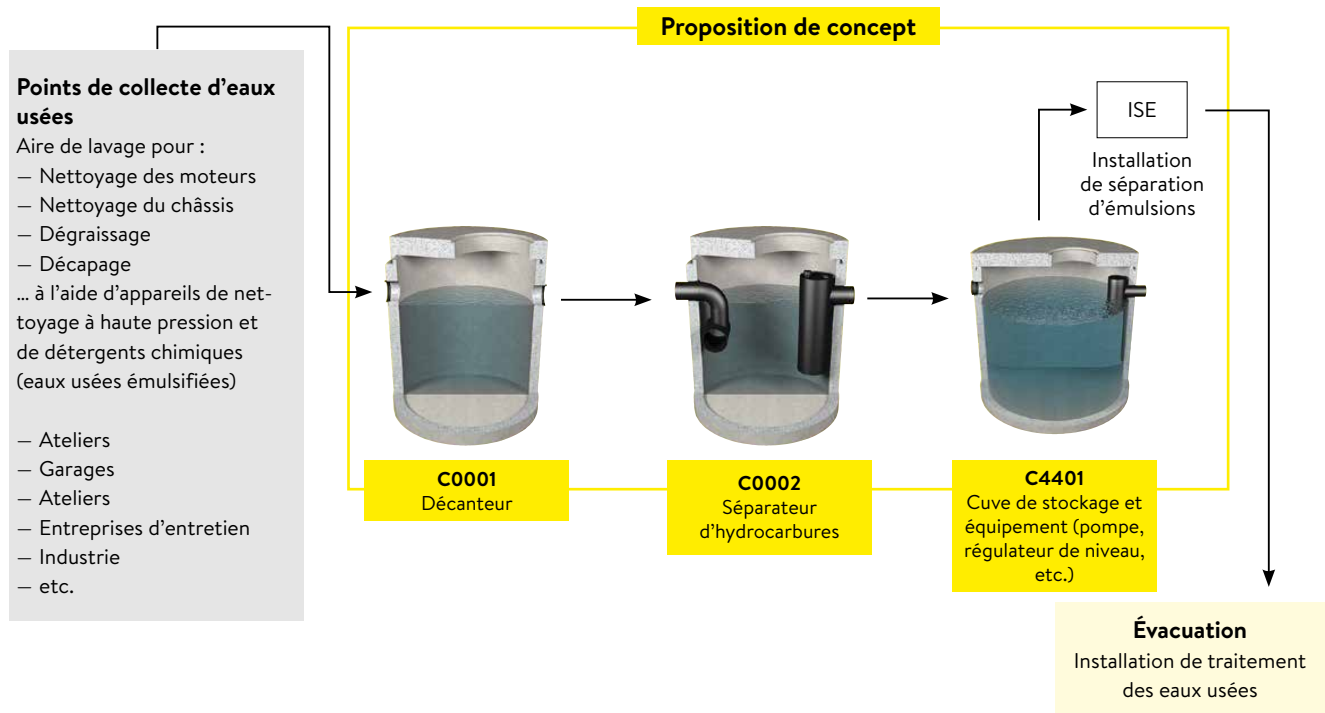 Proposition de concept
Points de collecte d'eaux
usées
Aire de lavage pour :
— Nettoyage des moteurs
— Nettoyage du châssis
— Dégraissage
— Décapage
... à l'aide d'appareils de net-
toyage à haute pression et
de détergents chimiques
(eaux usées émulsifiées)
— Ateliers
— Garages
— Ateliers
— Entreprises d'entretien
— Industrie
— etc.
ISE
Installation
de séparation
d'émulsions
C0001
Décanteur
C0002
Séparateur
d'hydrocarbures
C4401
Cuve de stockage et
équipement (pompe,
régulateur de niveau,
etc.)
Évacuation
Installation de traitement
des eaux usées